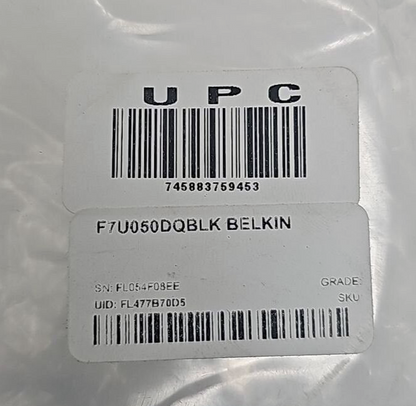 UPC
745883759453
F7U050DQBLK BELKIN
SN: FL054F08EE
GRADE:
UID: FL477B70D5
SKU